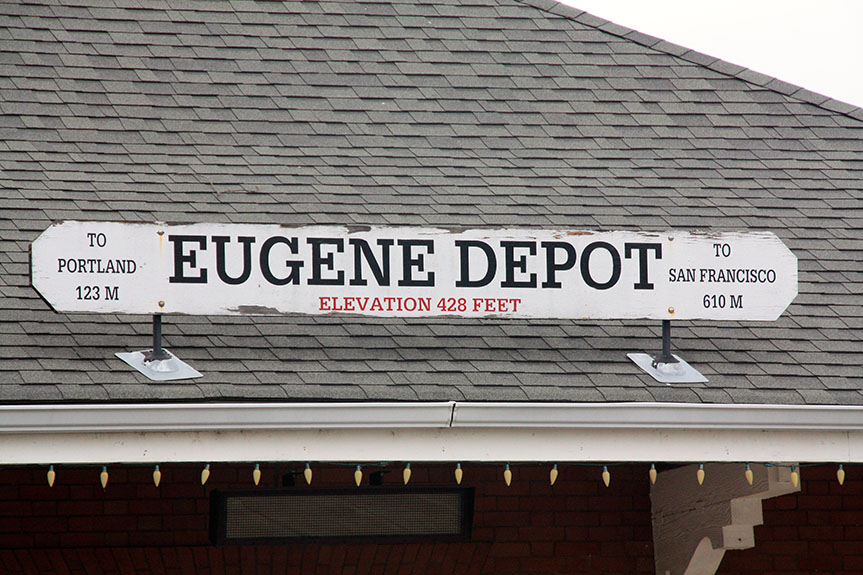 TO
PORTLAND
123 M
EUGENE DEPOT
ELEVATION 428 FEET
TO
SAN FRANCISCO
610 M